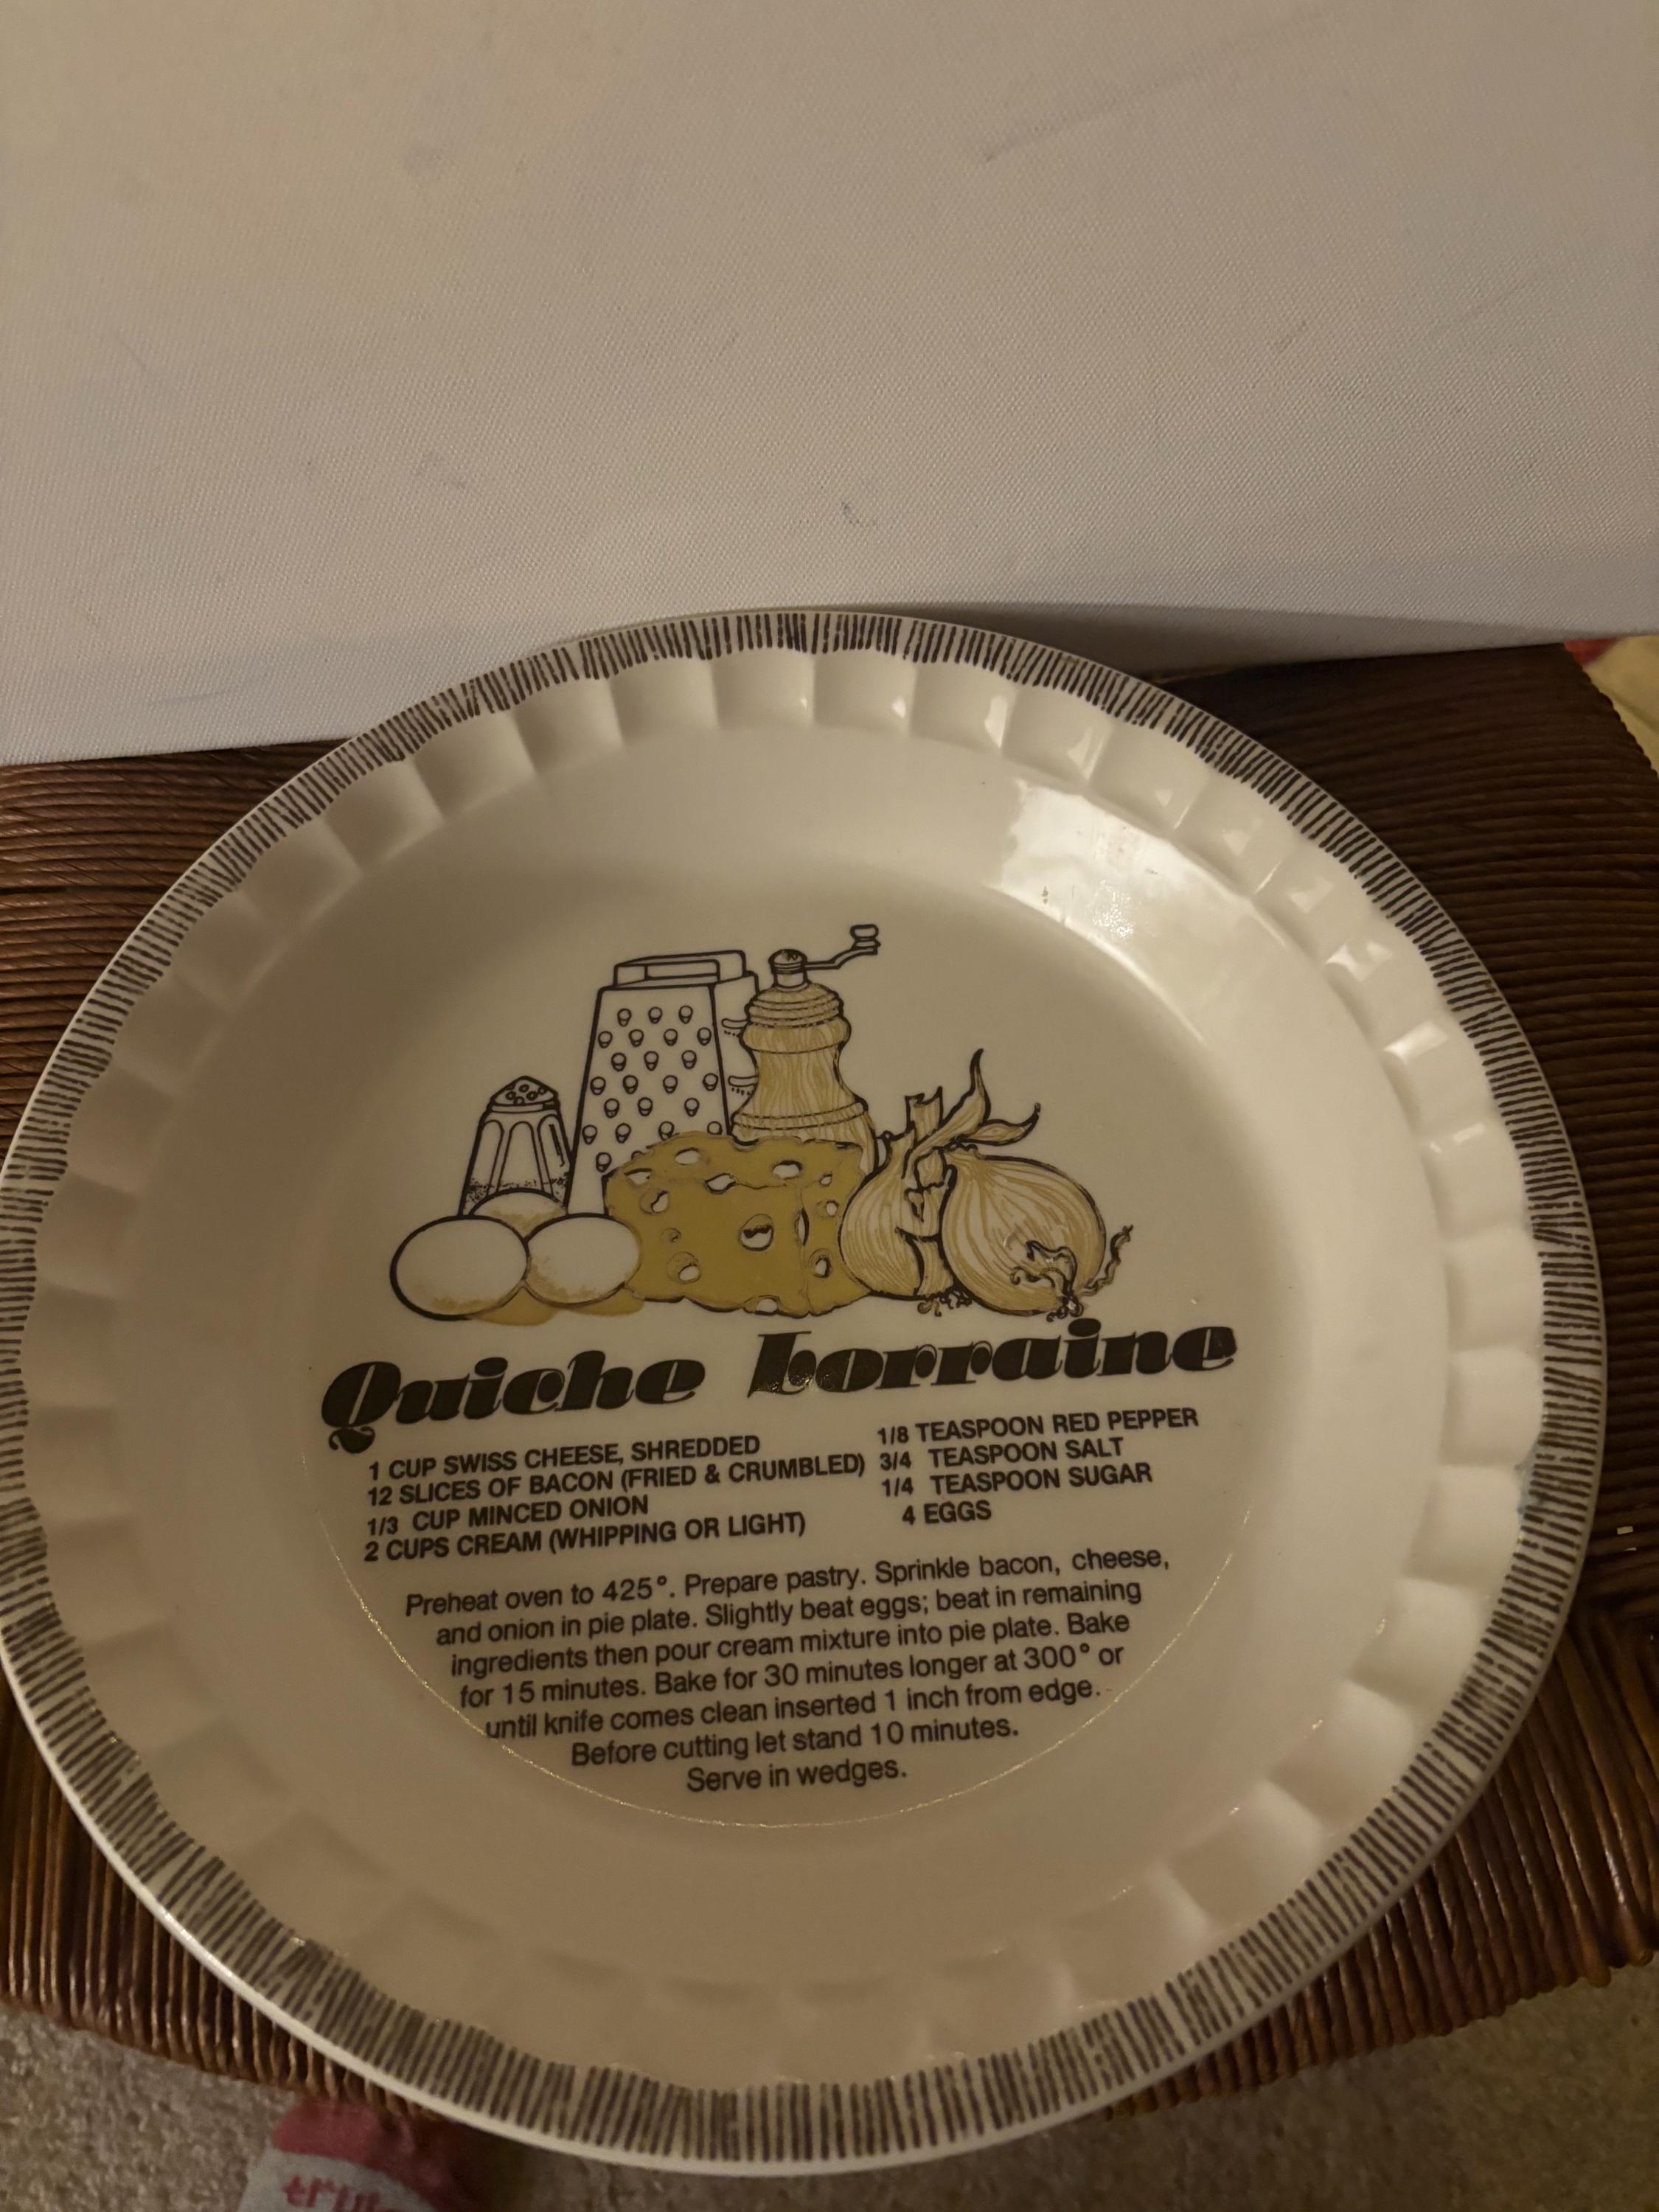 Quiche Lorraine
1 CUP SWISS CHEESE, SHREDDED
12 SLICES OF BACON (FRIED & CRUMBLED)
1/3 CUP MINCED ONION
2 CUPS CREAM (WHIPPING OR LIGHT)
1/8 TEASPOON RED PEPPER
3/4 TEASPOON SALT
1/4 TEASPOON SUGAR
4 EGGS
Preheat oven to 425°. Prepare pastry. Sprinkle bacon, cheese,
and onion in pie plate. Slightly beat eggs; beat in remaining
ingredients then pour cream mixture into pie plate. Bake
for 15 minutes. Bake for 30 minutes longer at 300° or
until knife comes clean inserted 1 inch from edge.
Before cutting let stand 10 minutes.
Serve in wedges.